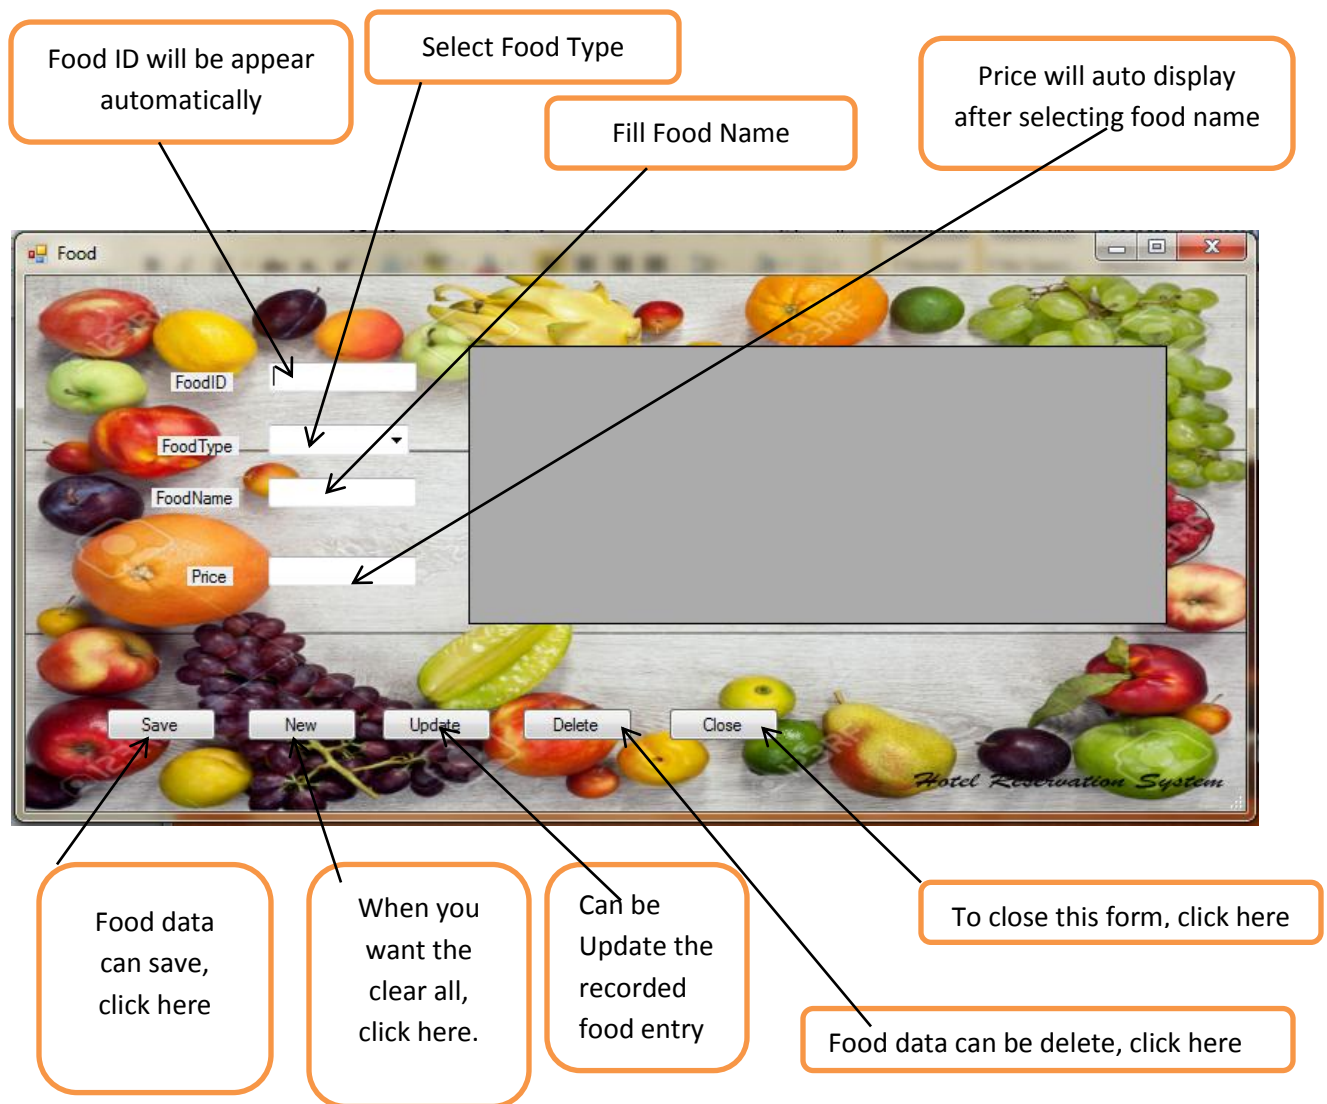 Food ID will be appear
automatically
Select Food Type
Fill Food Name
Price will auto display
after selecting food name
Food
FoodID
FoodType
FoodName
Price
Save
New
Update
Delete
Close
Hotel Reservation System
Food data
can save,
click here
When you
want the
clear all,
click here.
Can be
Update the
recorded
food entry
To close this form, click here
Food data can be delete, click here